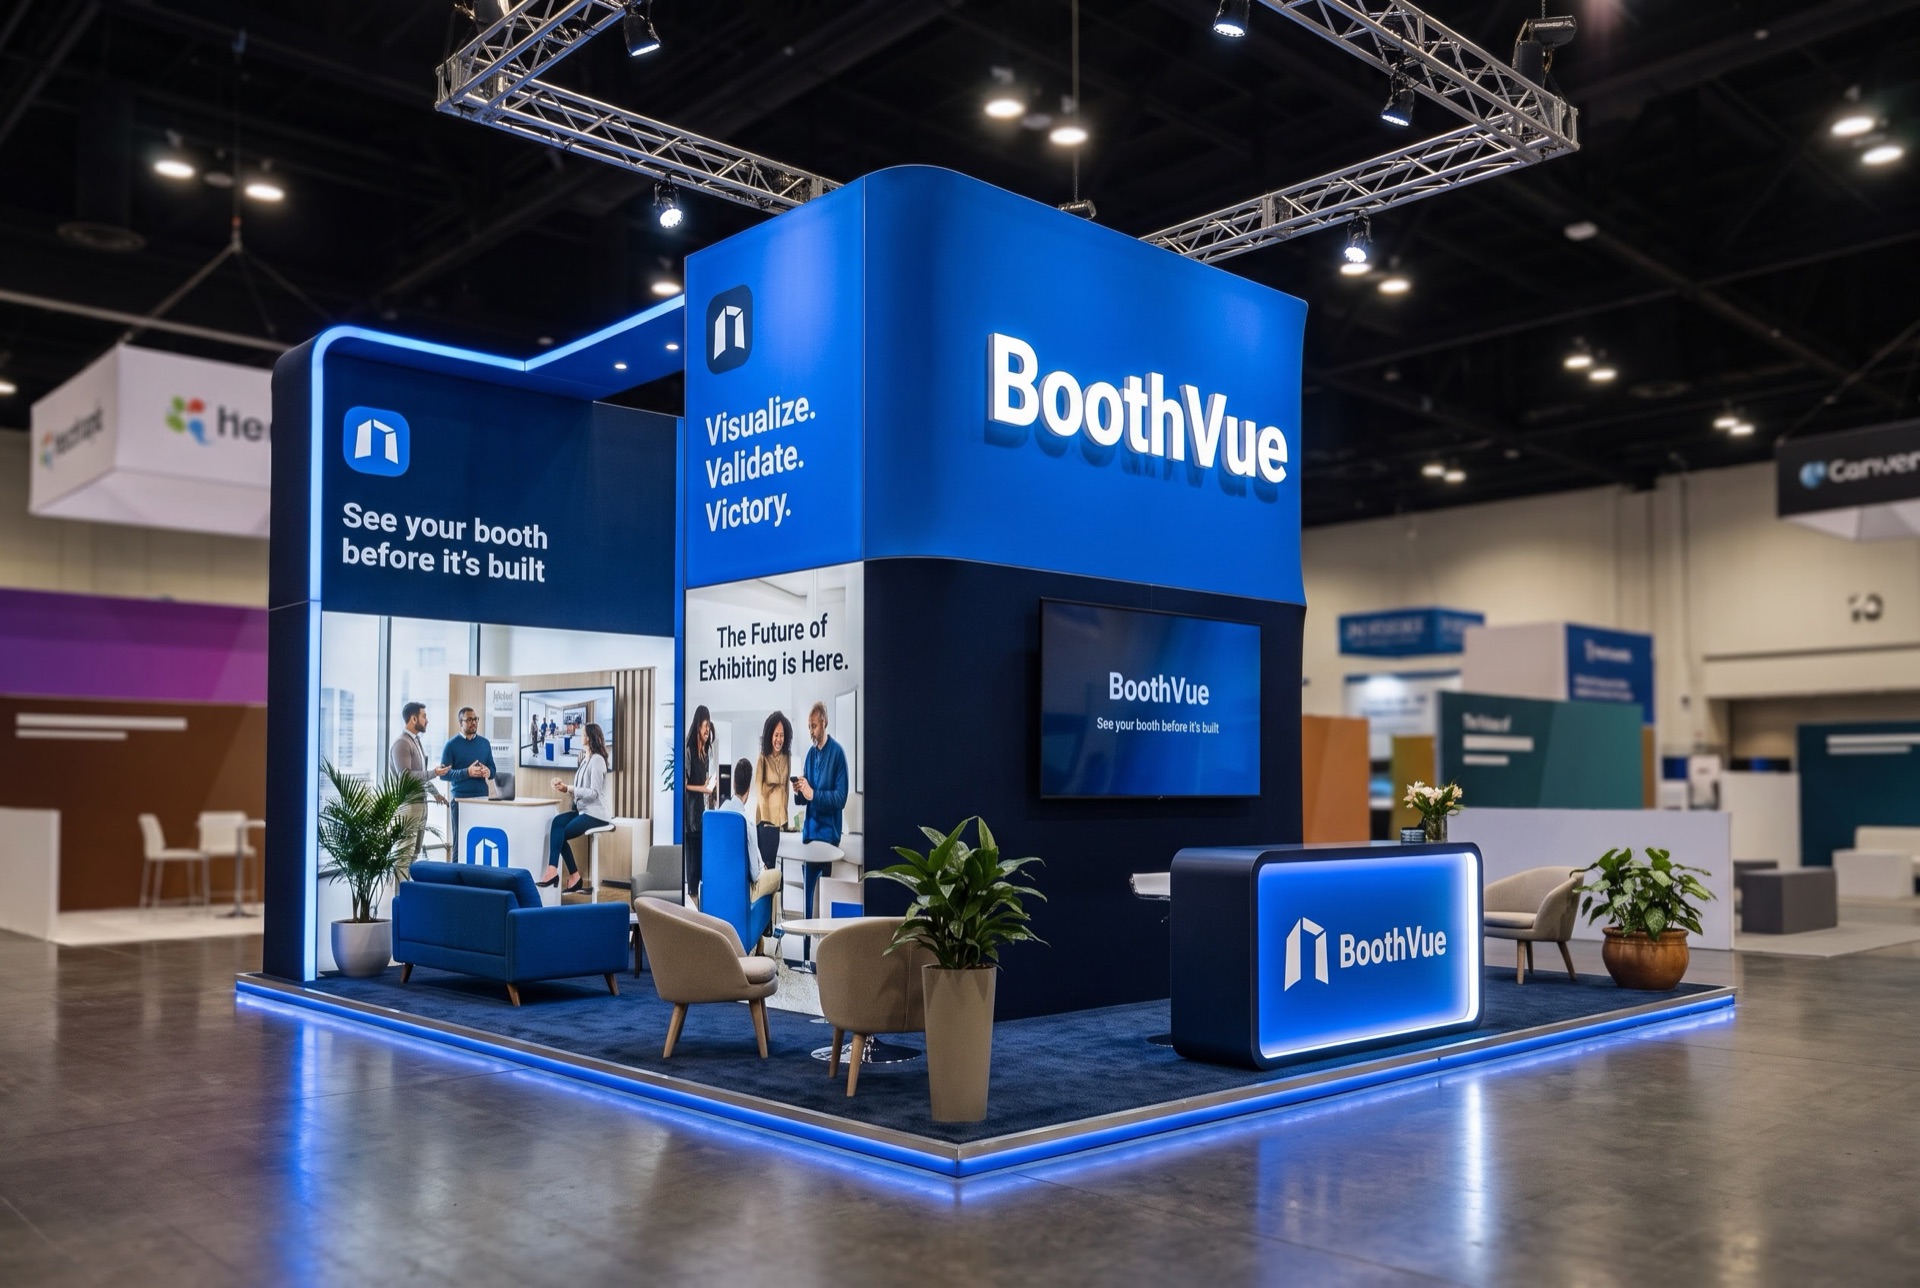 BoothVue
Visualize.
Validate.
Victory.
See your booth
before it's built
The Future of
Exhibiting is Here.
BoothVue
See your booth before it's built
BoothVue